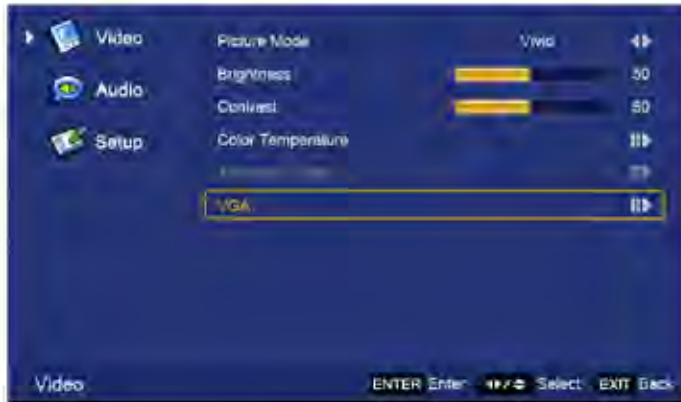 Video
Audio
Setup
Picture Mode Vivid
Brightness 50
Contrast 50
Color Temperature
VGA
Video ENTER Enter Select EXIT Back